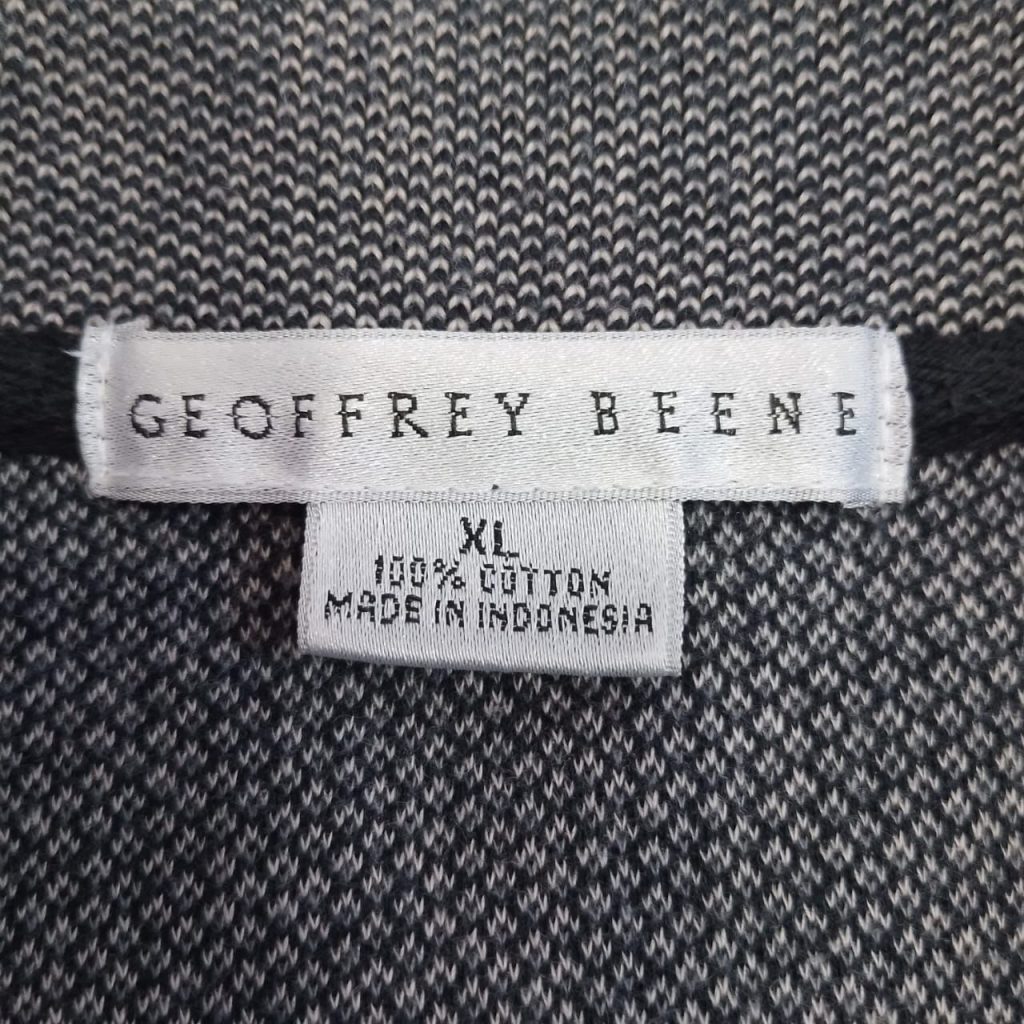 GEOFFREY BEENE
XL
100% COTTON
MADE IN INDONESIA